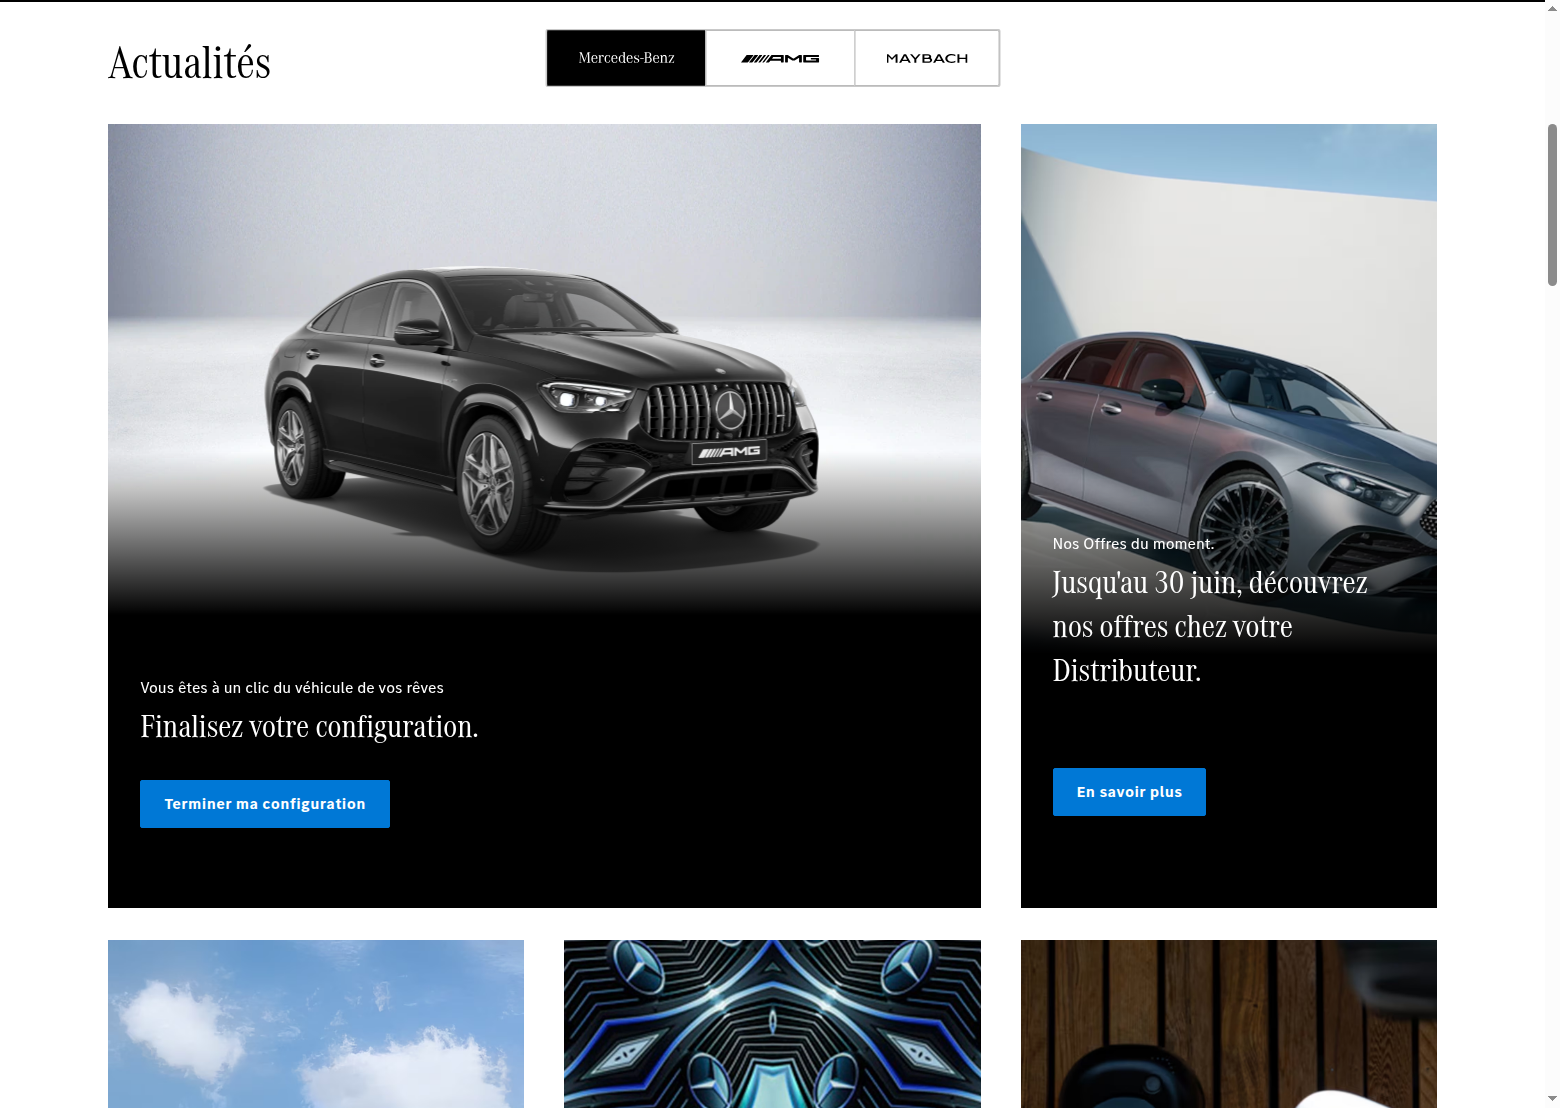 Actualités
Mercedes-Benz
AMG
MAYBACH
AMG
Vous êtes à un clic du véhicule de vos rêves
Finalisez votre configuration.
Terminer ma configuration
Nos Offres du moment.
Jusqu'au 30 juin, découvrez
nos offres chez votre
Distributeur.
En savoir plus